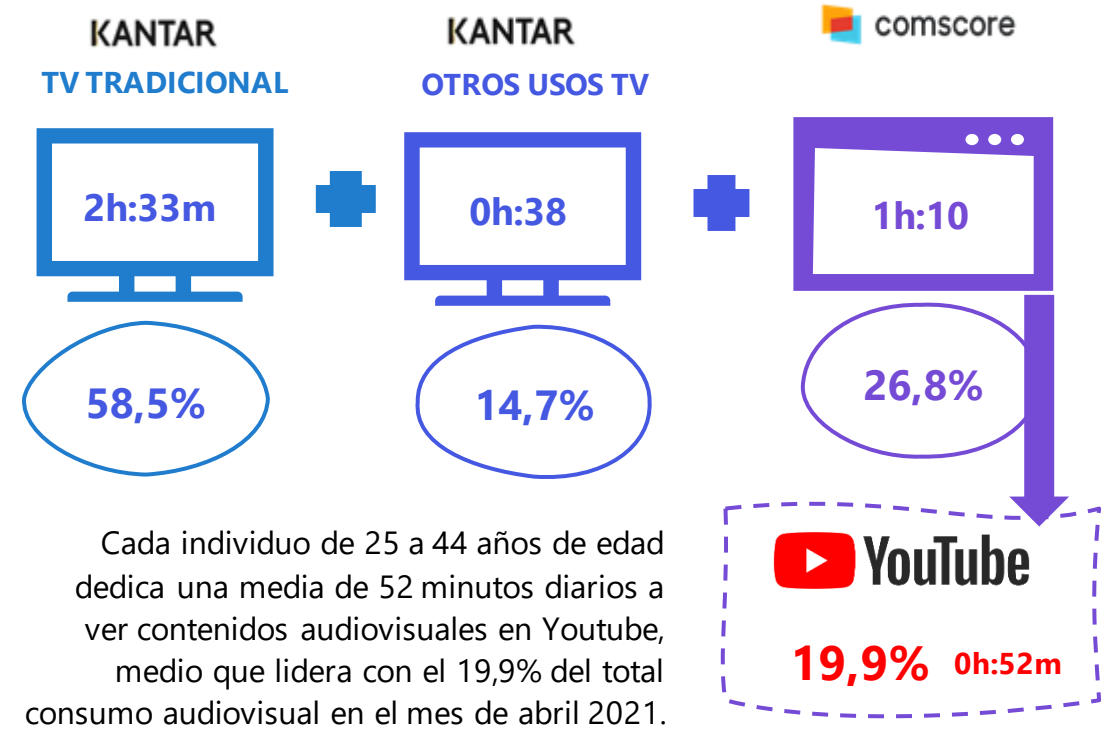 KANTAR
TV TRADICIONAL
2h:33m
58,5%
KANTAR
OTROS USOS TV
0h:38
14,7%
comscore
1h:10
26,8%
YouTube
19,9% 0h:52m
Cada individuo de 25 a 44 años de edad
dedica una media de 52 minutos diarios a
ver contenidos audiovisuales en Youtube,
medio que lidera con el 19,9% del total
consumo audiovisual en el mes de abril 2021.